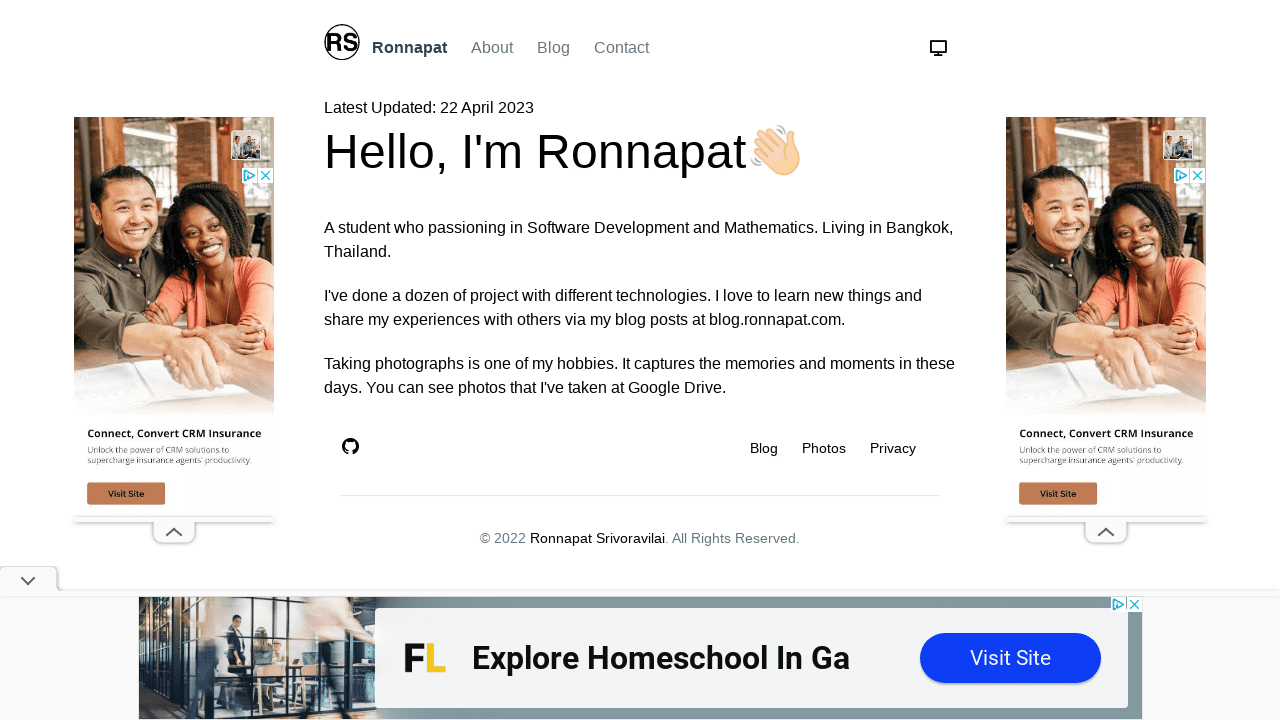 RS Ronnapat About Blog Contact
Latest Updated: 22 April 2023
Hello, I'm Ronnapat
A student who passioning in Software Development and Mathematics. Living in Bangkok,
Thailand.
I've done a dozen of project with different technologies. I love to learn new things and
share my experiences with others via my blog posts at blog.ronnapat.com.
Taking photographs is one of my hobbies. It captures the memories and moments in these
days. You can see photos that I've taken at Google Drive.
Blog Photos Privacy
© 2022 Ronnapat Srivoravilai. All Rights Reserved.
Connect, Convert CRM Insurance
Unlock the power of CRM solutions to
supercharge insurance agents' productivity.
Visit Site
Connect, Convert CRM Insurance
Unlock the power of CRM solutions to
supercharge insurance agents' productivity.
Visit Site
FL Explore Homeschool In Ga Visit Site